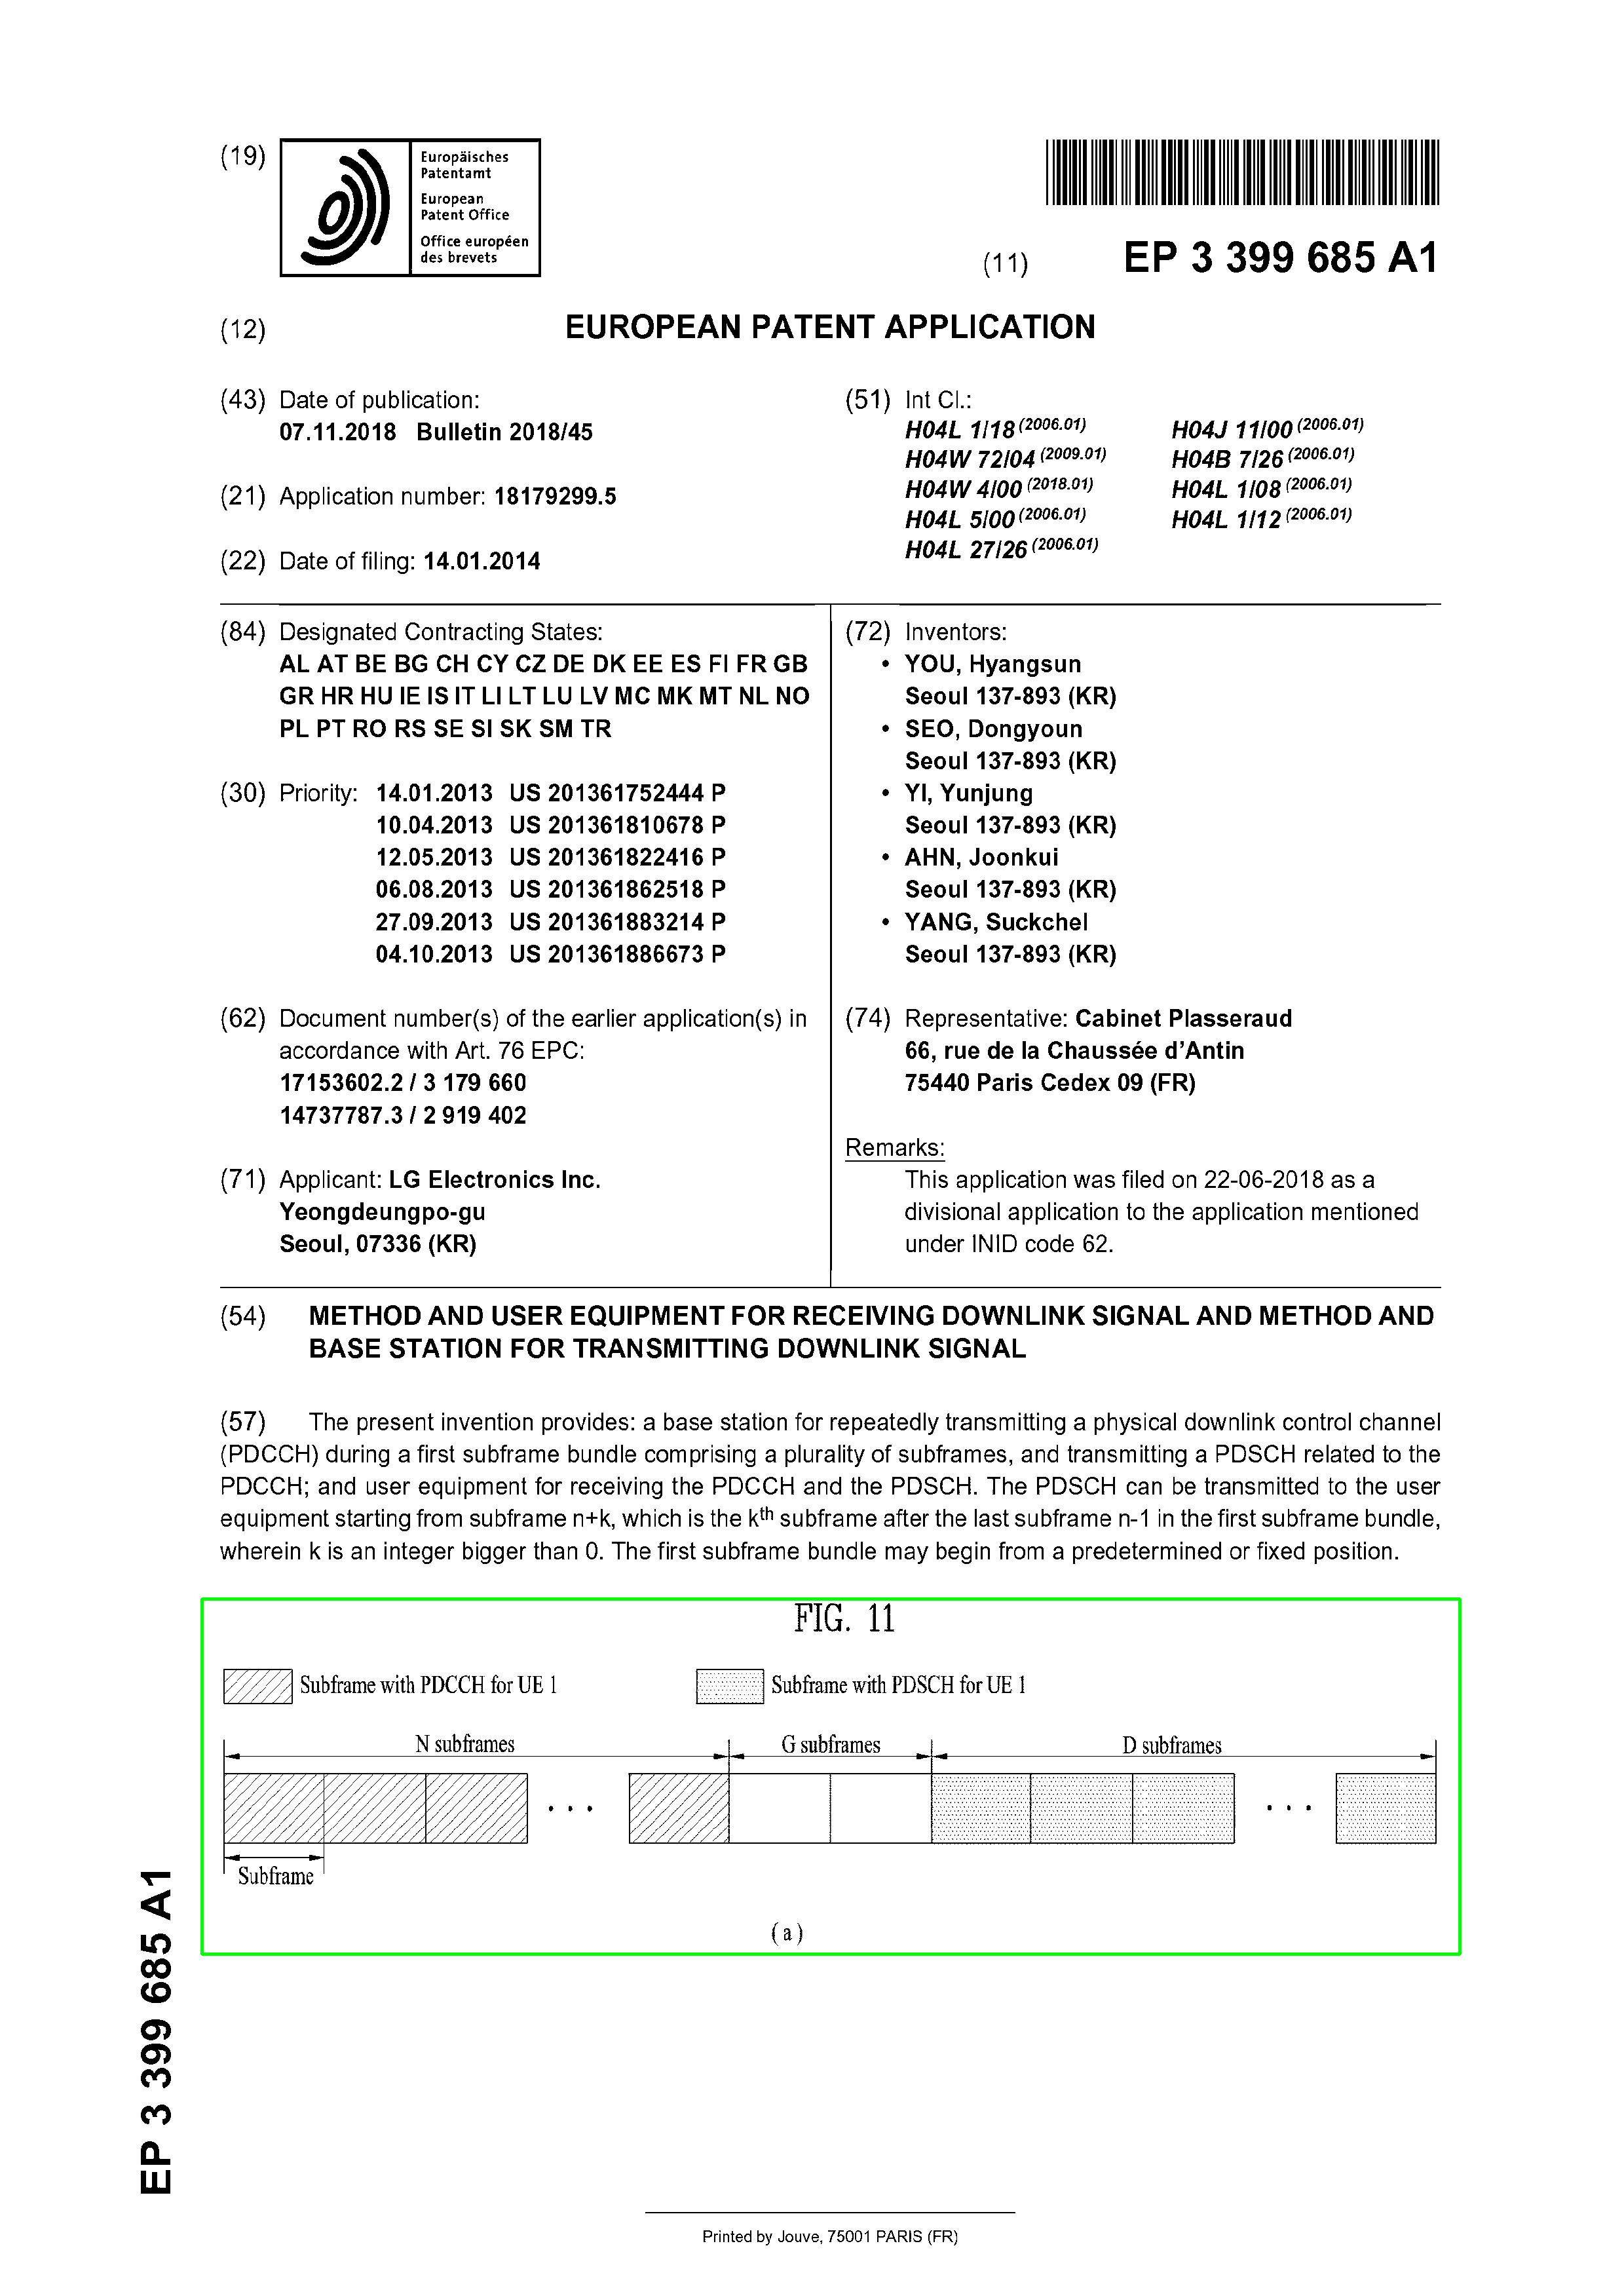 (19)
Europäisches
Patentamt
European
Patent Office
Office européen
des brevets
(11) EP 3 399 685 A1
(12) EUROPEAN PATENT APPLICATION
(43) Date of publication:
07.11.2018 Bulletin 2018/45
(21) Application number: 18179299.5
(22) Date of filing: 14.01.2014
(51) Int Cl.:
H04L 1/18 (2006.01) H04J 11/00 (2006.01)
H04W 72/04 (2009.01) H04B 7/26 (2006.01)
H04W 4/00 (2018.01) H04L 1/08 (2006.01)
H04L 5/00 (2006.01) H04L 1/12 (2006.01)
H04L 27/26 (2006.01)
(84) Designated Contracting States:
AL AT BE BG CH CY CZ DE DK EE ES FI FR GB
GR HR HU IE IS IT LI LT LU LV MC MK MT NL NO
PL PT RO RS SE SI SK SM TR
(30) Priority: 14.01.2013 US 201361752444 P
10.04.2013 US 201361810678 P
12.05.2013 US 201361822416 P
06.08.2013 US 201361862518 P
27.09.2013 US 201361883214 P
04.10.2013 US 201361886673 P
(62) Document number(s) of the earlier application(s) in
accordance with Art. 76 EPC:
17153602.2 / 3 179 660
14737787.3 / 2 919 402
(71) Applicant: LG Electronics Inc.
Yeongdeungpo-gu
Seoul, 07336 (KR)
(72) Inventors:
• YOU, Hyangsun
Seoul 137-893 (KR)
• SEO, Dongyoun
Seoul 137-893 (KR)
• YI, Yunjung
Seoul 137-893 (KR)
• AHN, Joonkui
Seoul 137-893 (KR)
• YANG, Suckchel
Seoul 137-893 (KR)
(74) Representative: Cabinet Plasseraud
66, rue de la Chaussée d'Antin
75440 Paris Cedex 09 (FR)
Remarks:
This application was filed on 22-06-2018 as a
divisional application to the application mentioned
under INID code 62.
(54) METHOD AND USER EQUIPMENT FOR RECEIVING DOWNLINK SIGNAL AND METHOD AND
BASE STATION FOR TRANSMITTING DOWNLINK SIGNAL
(57) The present invention provides: a base station for repeatedly transmitting a physical downlink control channel
(PDCCH) during a first subframe bundle comprising a plurality of subframes, and transmitting a PDSCH related to the
PDCCH; and user equipment for receiving the PDCCH and the PDSCH. The PDSCH can be transmitted to the user
equipment starting from subframe n+k, which is the kth subframe after the last subframe n-1 in the first subframe bundle,
wherein k is an integer bigger than 0. The first subframe bundle may begin from a predetermined or fixed position.
FIG. 11
Subframe with PDCCH for UE 1 Subframe with PDSCH for UE 1
N subframes G subframes D subframes
. . . . . .
Subframe
(a)
EP 3 399 685 A1
Printed by Jouve, 75001 PARIS (FR)